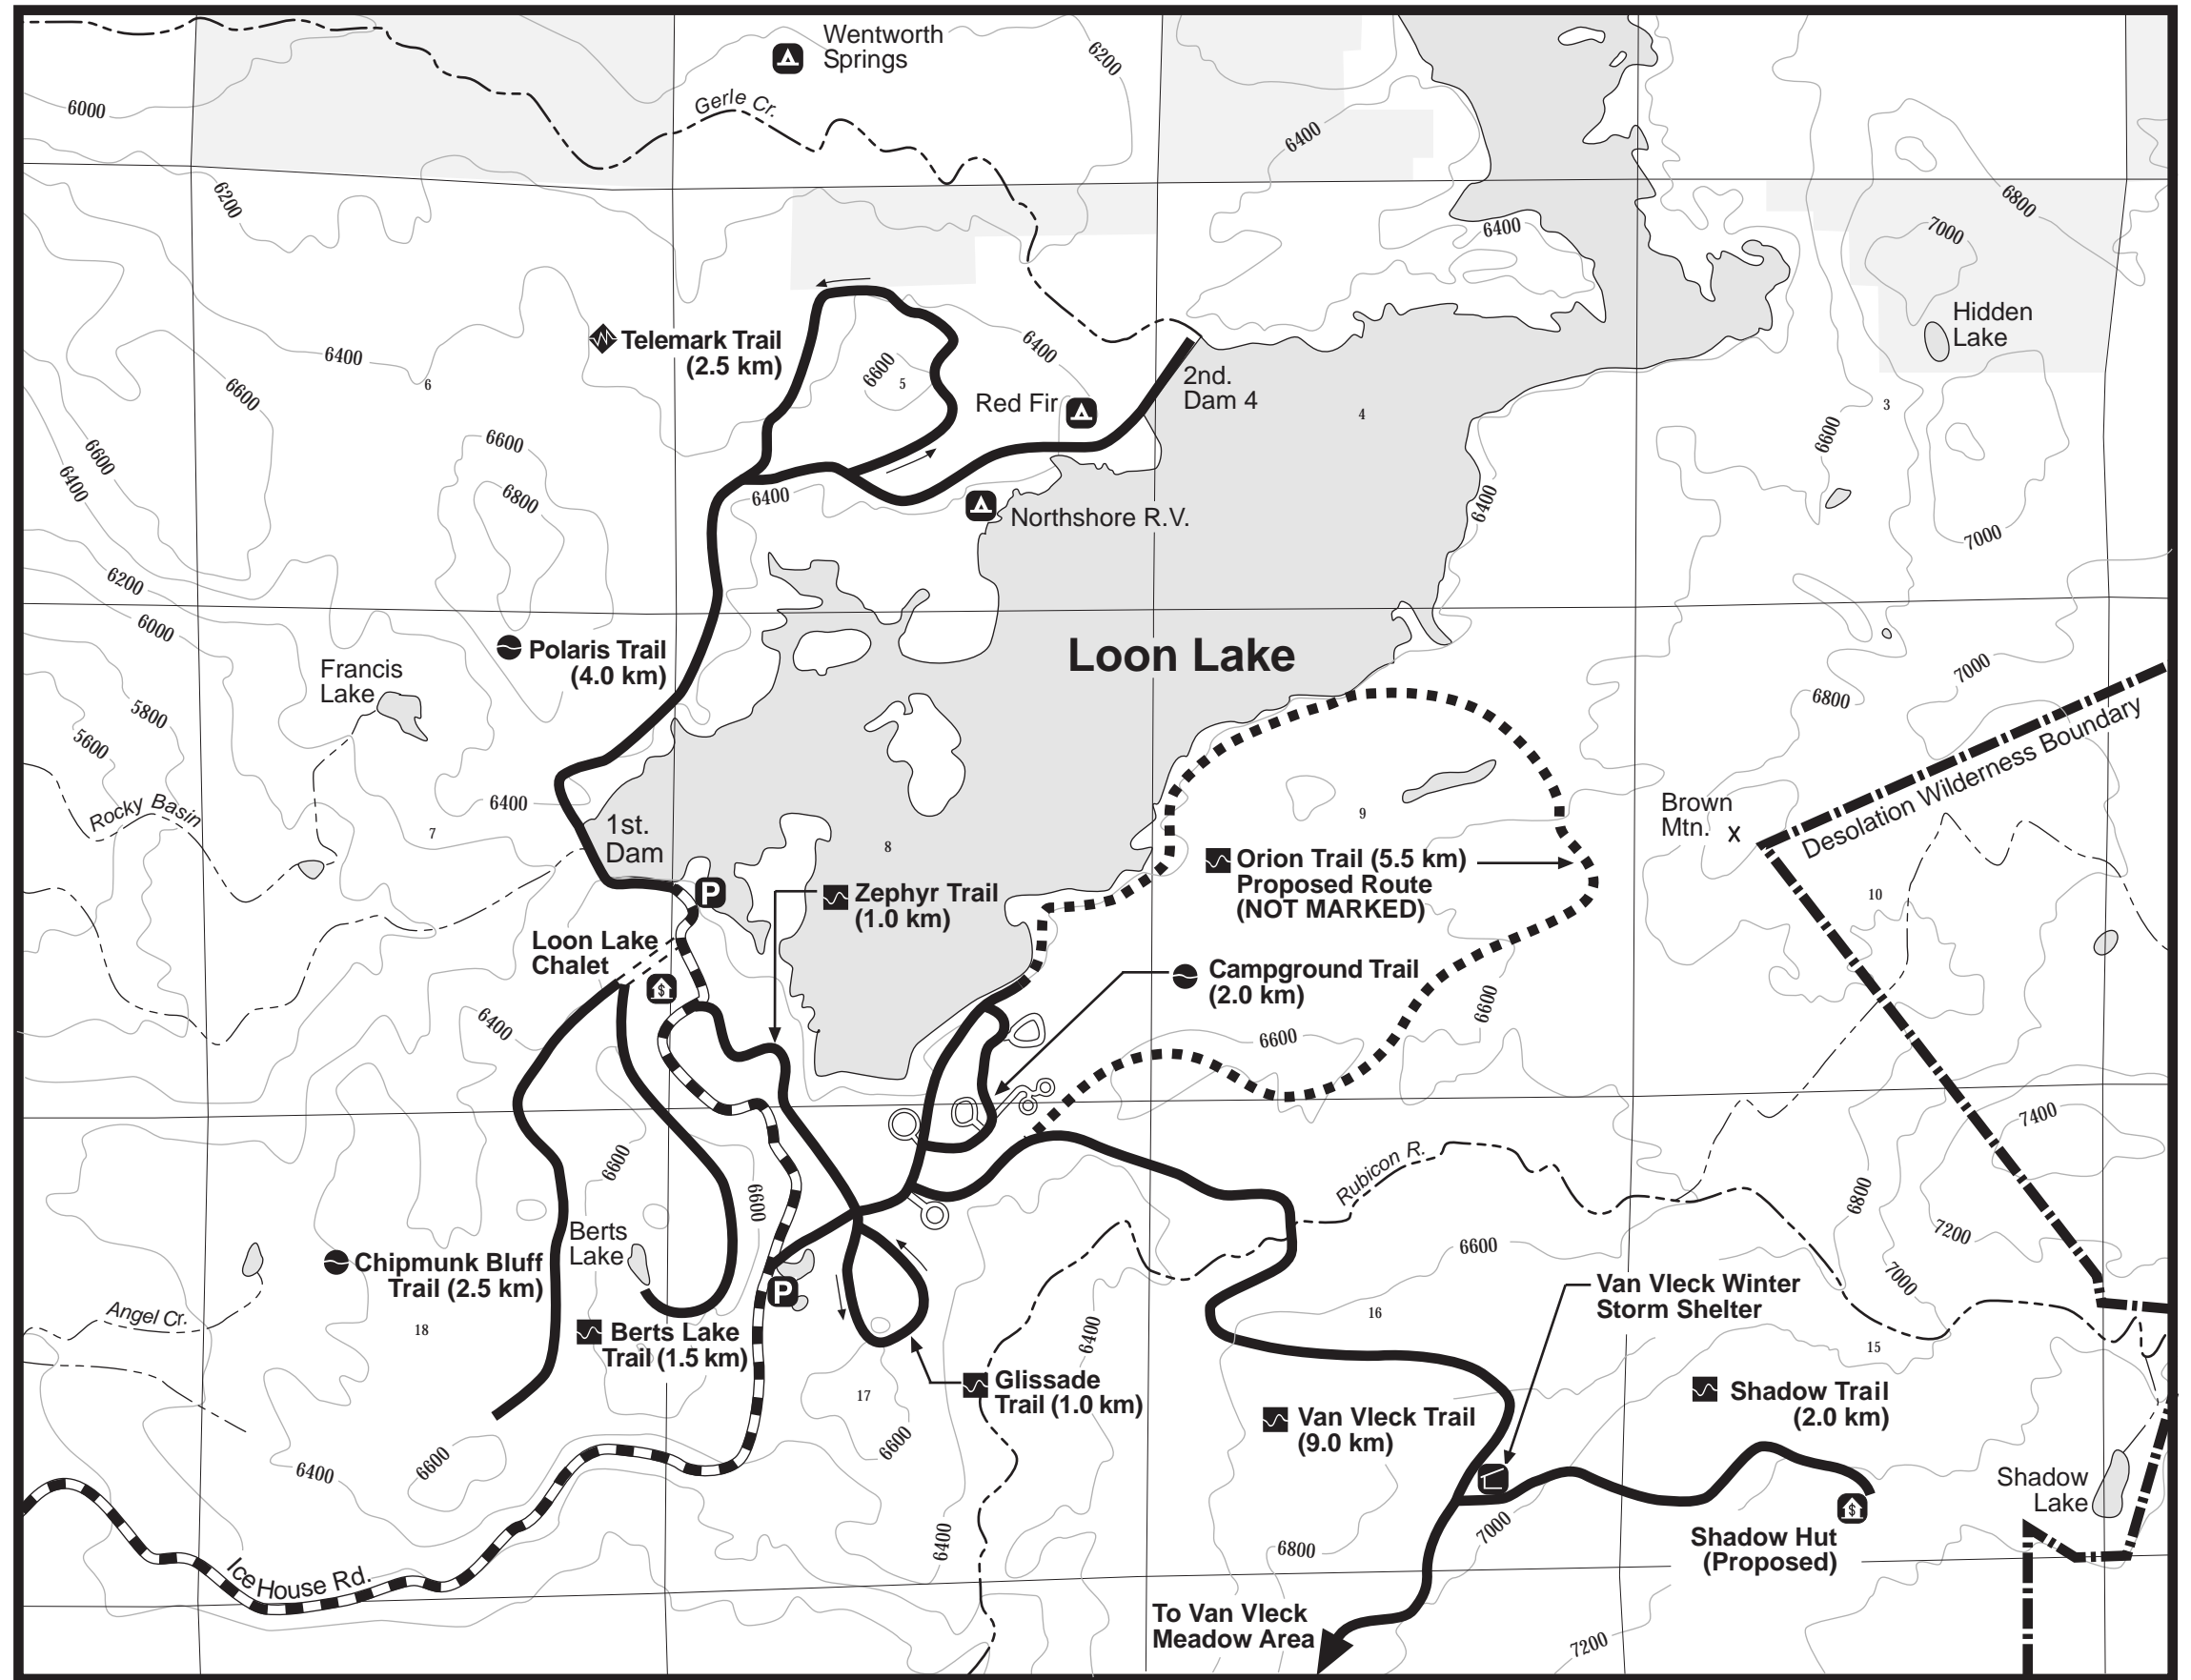 Wentworth
Springs
6200
6000
Gerle Cr.
6400
6200
6800
6400
7000
Hidden
Lake
Telemark Trail
(2.5 km)
6400
6400
6600
5
6
6600
Red Fir
2nd.
Dam 4
4
3
6600
6600
6600
6400
6800
6400
6400
Northshore R.V.
7000
6200
6000
Polaris Trail
(4.0 km)
Loon Lake
Francis
Lake
7000
6800
5800
5600
Desolation Wilderness Boundary
Rocky Basin
6400
7
1st.
Dam
8
9
Brown
Mtn.
X
Orion Trail (5.5 km)
Proposed Route
(NOT MARKED)
P
Zephyr Trail
(1.0 km)
10
Loon Lake
Chalet
$
Campground Trail
(2.0 km)
6400
6600
6600
7400
6600
6600
Rubicon R.
6800
7200
Berts
Lake
Chipmunk Bluff
Trail (2.5 km)
6600
7000
P
Van Vleck Winter
Storm Shelter
Angel Cr.
18
Berts Lake
Trail (1.5 km)
6400
16
15
17
Glissade
Trail (1.0 km)
Shadow Trail
(2.0 km)
Van Vleck Trail
(9.0 km)
6600
6400
6600
Shadow
Lake
$
7000
Shadow Hut
(Proposed)
6400
6800
Ice House Rd.
To Van Vleck
Meadow Area
7200